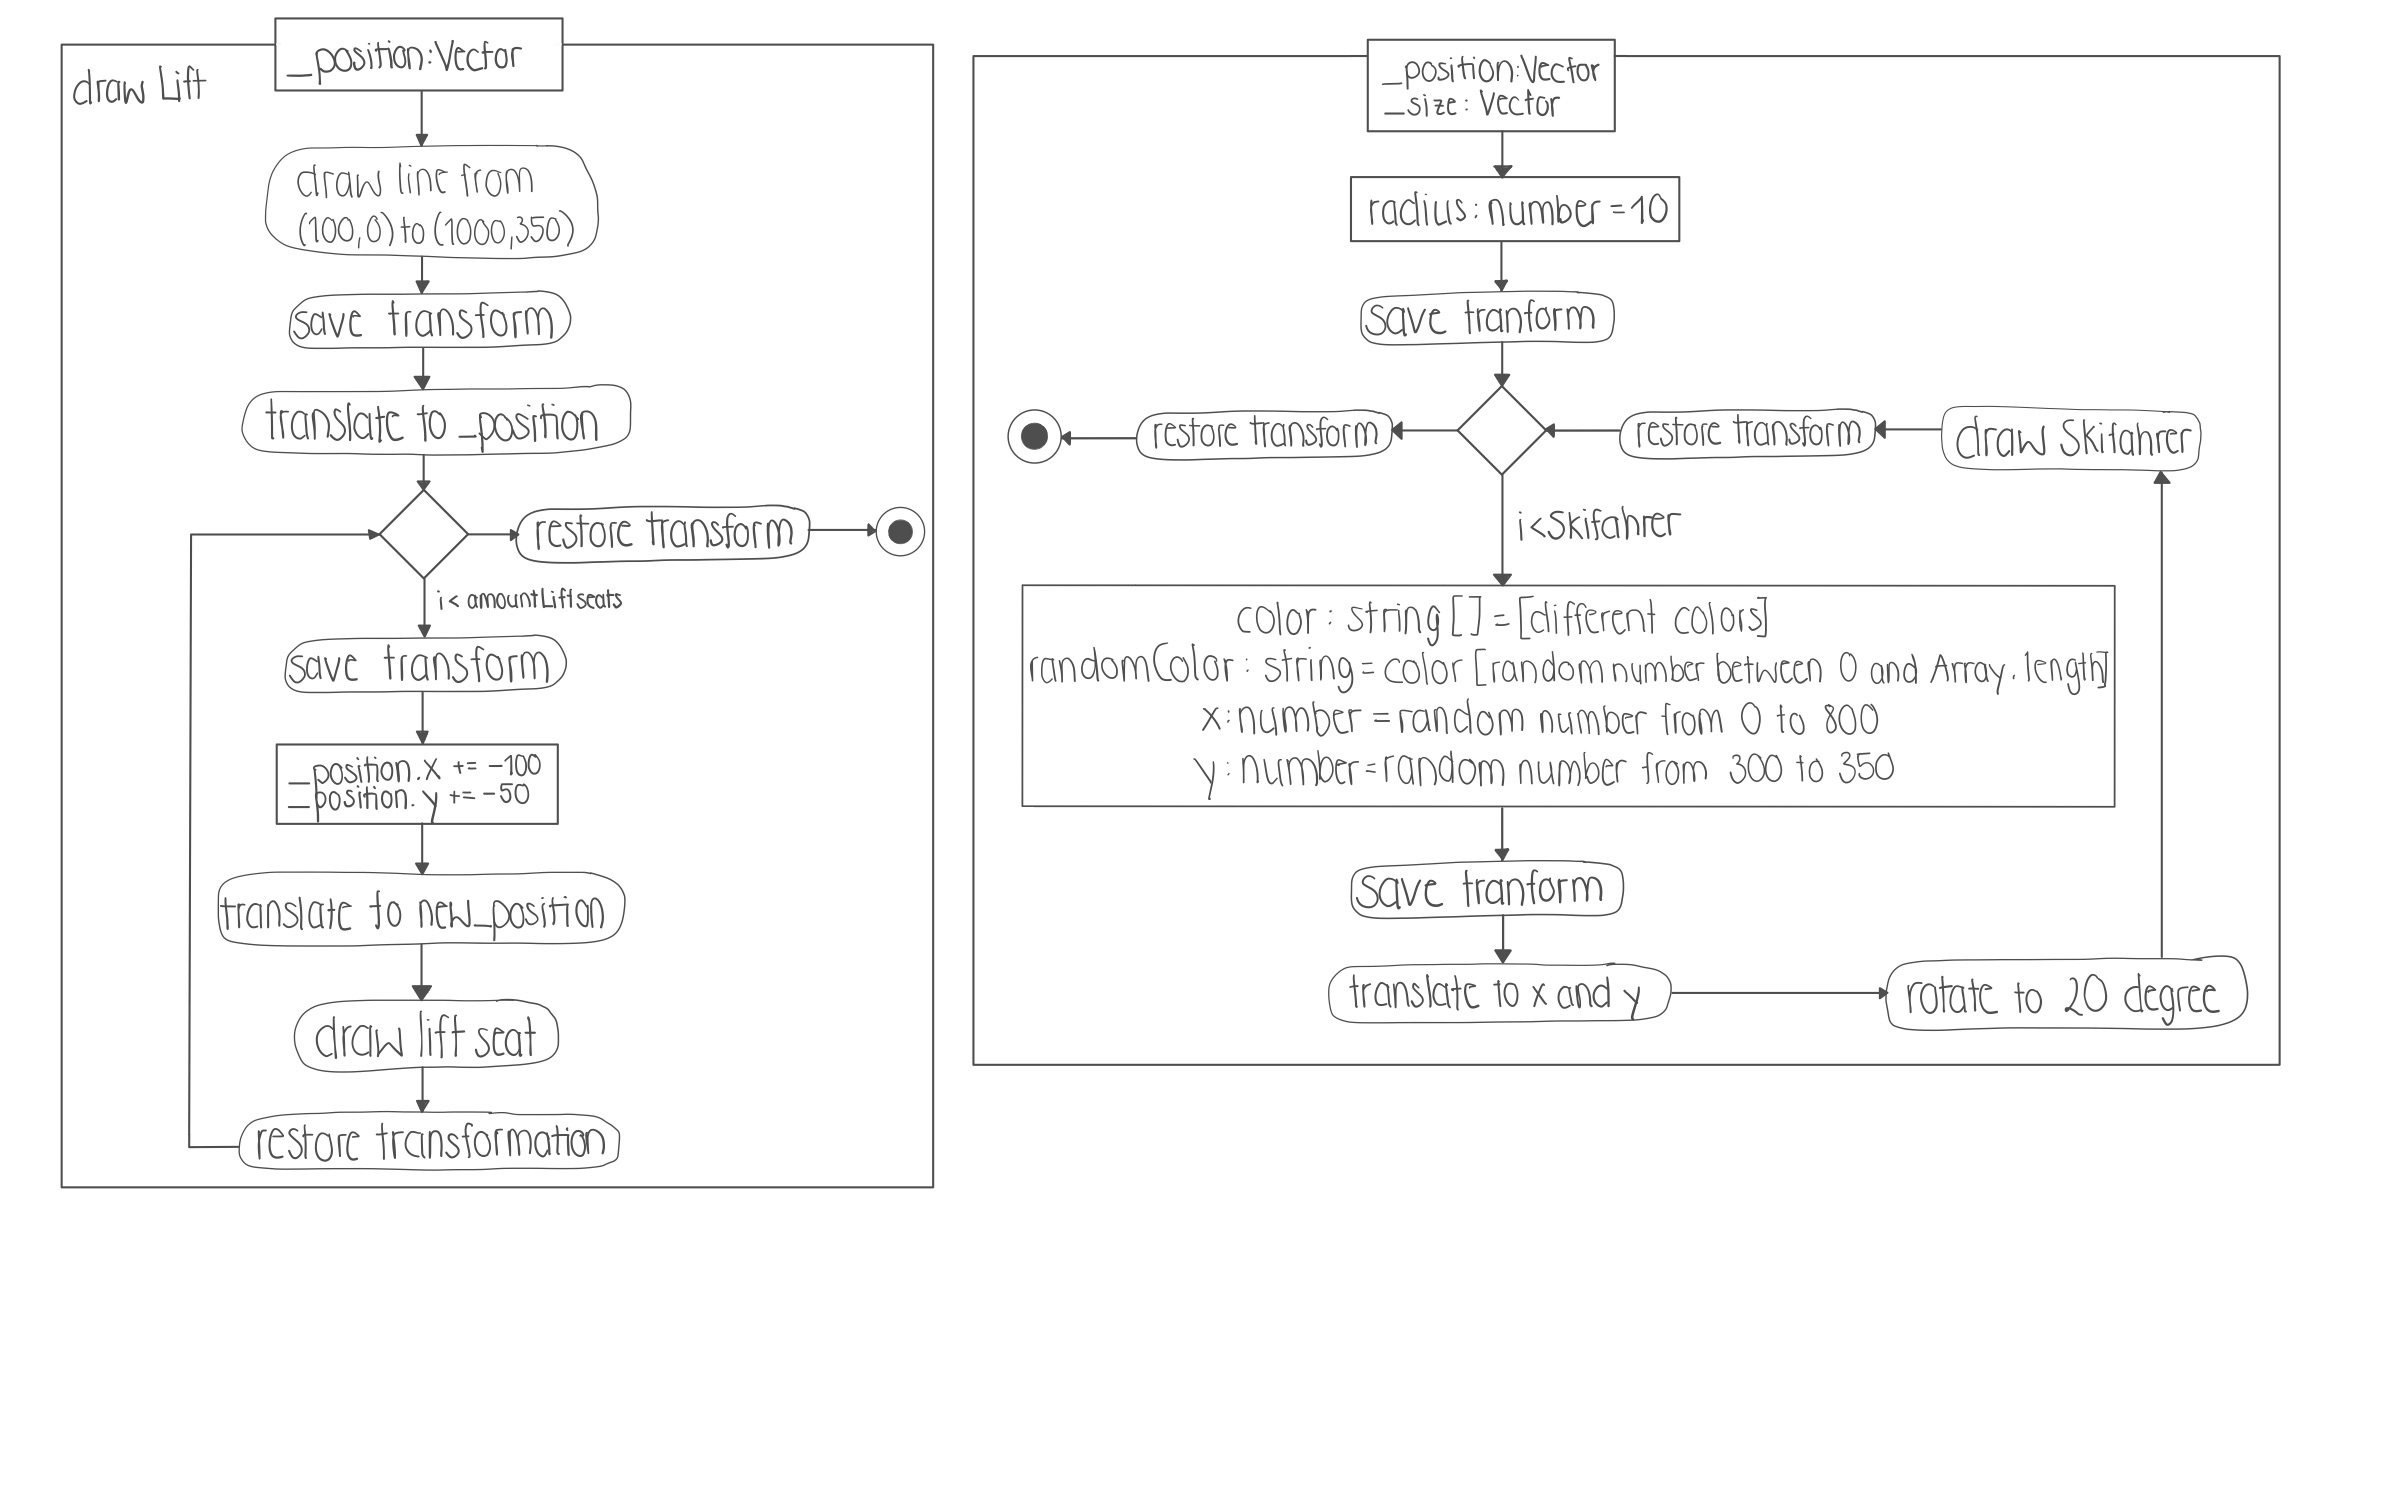 draw Lift
_position:Vector
draw line from
(100,0) to (1000,350)
save transform
translate to _position
restore transform
i < amountLiftseats
save transform
_position.x += -100
_position.y += -50
translate to new_position
draw lift seat
restore transformation
_position:Vector
_size: Vector
radius: number = 10
save tranform
restore transform
restore transform
draw Skifaher
i <Skifahrer
color: string [] = [different colors]
randomColor: string = color [random number between 0 and Array.length]
x: number = random number from 0 to 800
y: number=random number from 300 to 350
save tranform
translate to x and y
rotate to 20 degree